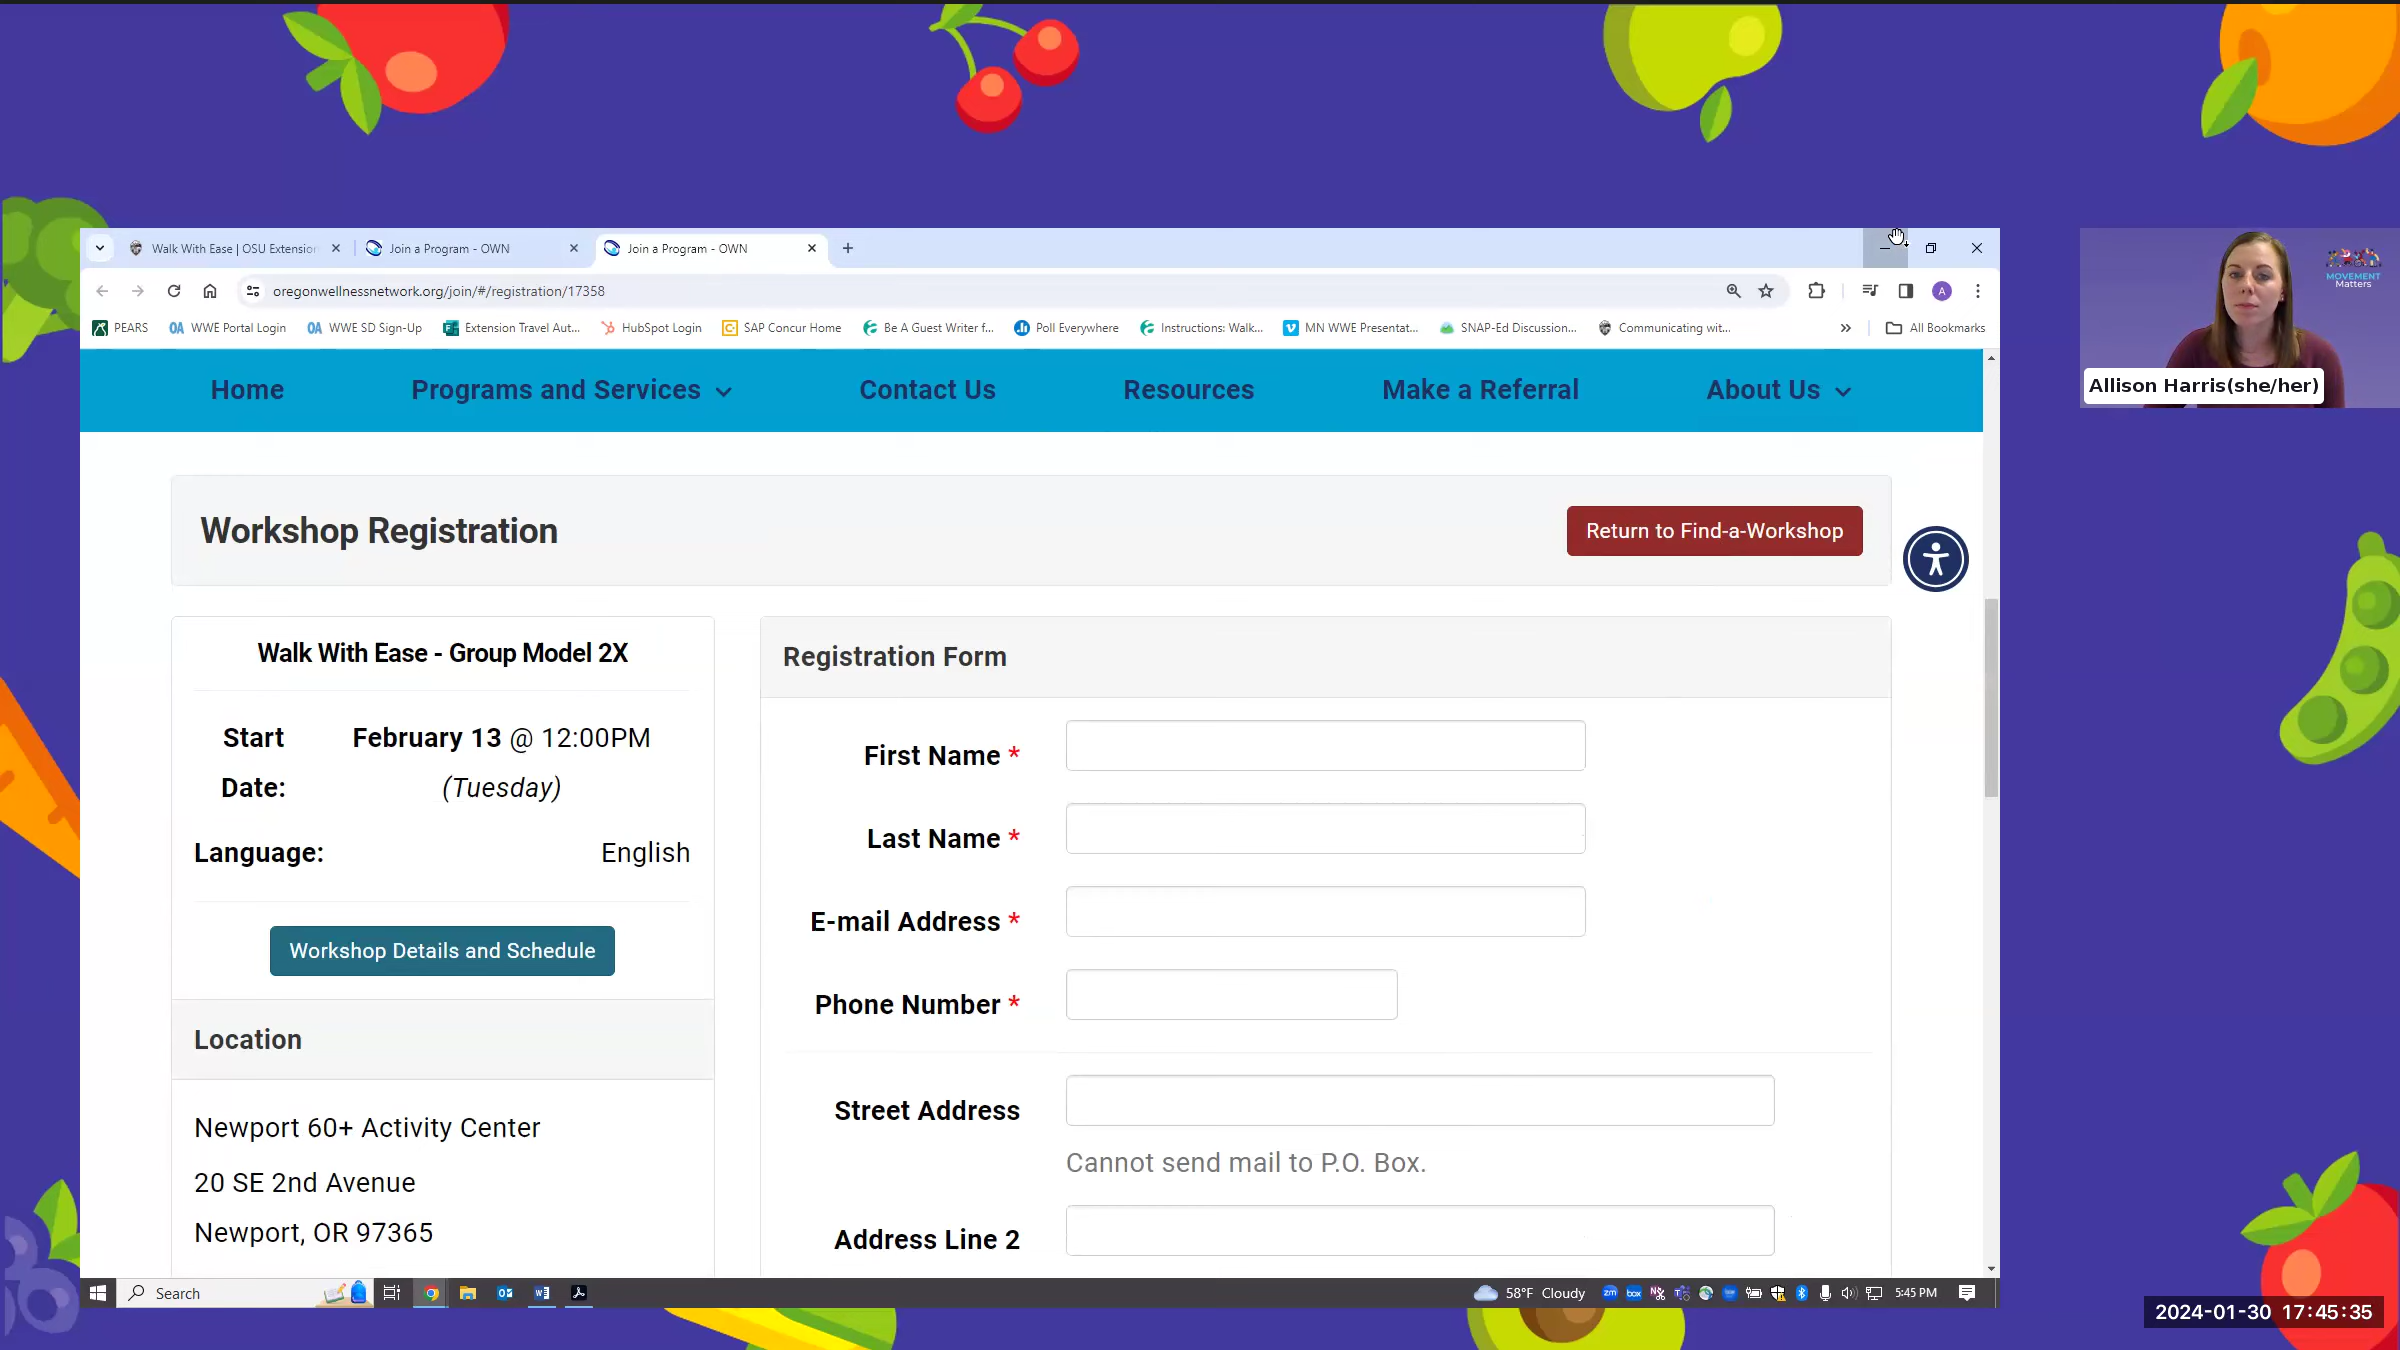 Walk With Ease | OSU Extension
Join a Program - OWN
Join a Program - OWN
oregonwellnessnetwork.org/join/#/registration/17358
PEARS
WWE Portal Login
WWE SD Sign-Up
Extension Travel Aut...
HubSpot Login
SAP Concur Home
Be A Guest Writer f...
Poll Everywhere
Instructions: Walk...
MN WWE Presentat...
SNAP-Ed Discussion...
Communicating wit...
All Bookmarks
MOVEMENT
Matters
Allison Harris(she/her)
Home
Programs and Services
Contact Us
Resources
Make a Referral
About Us
Workshop Registration
Return to Find-a-Workshop
Walk With Ease - Group Model 2X
Start Date:
February 13 @ 12:00PM
(Tuesday)
Language:
English
Workshop Details and Schedule
Location
Newport 60+ Activity Center
20 SE 2nd Avenue
Newport, OR 97365
Registration Form
First Name *
Last Name *
E-mail Address *
Phone Number *
Street Address
Cannot send mail to P.O. Box.
Address Line 2
Search
58°F Cloudy
5:45 PM
2024-01-30 17:45:35